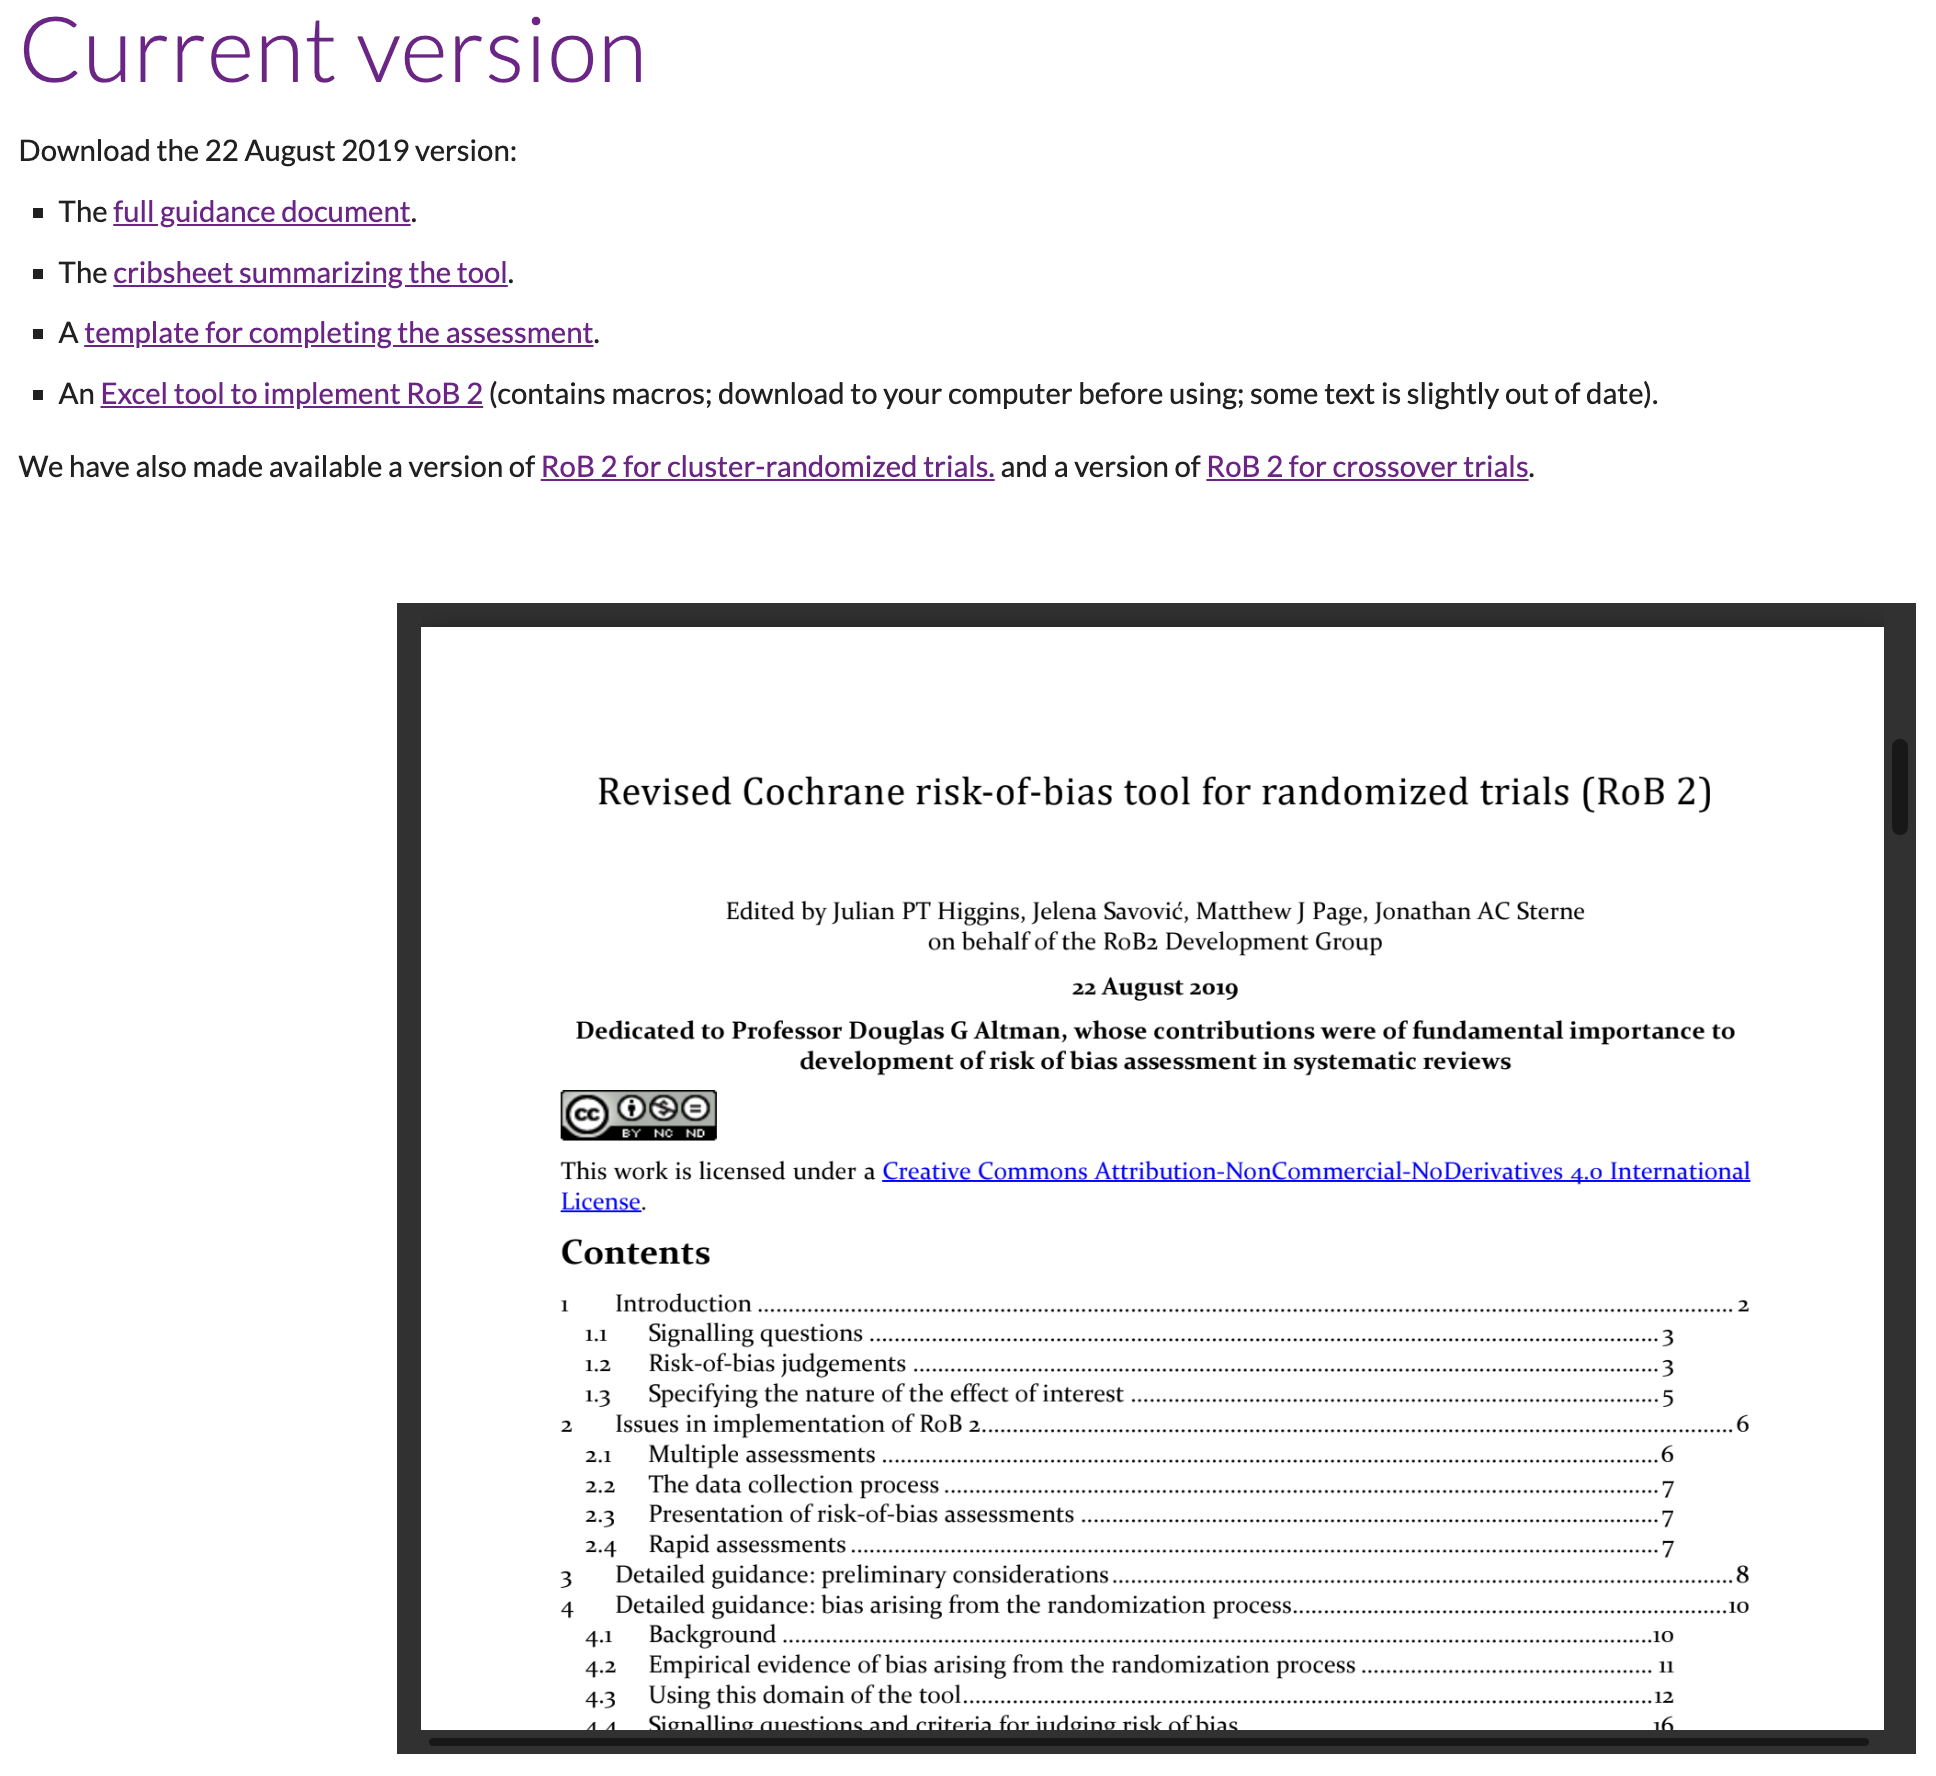 Current version
Download the 22 August 2019 version:
▪ The full guidance document.
▪ The cribsheet summarizing the tool.
▪ A template for completing the assessment.
▪ An Excel tool to implement RoB 2 (contains macros; download to your computer before using; some text is slightly out of date).
We have also made available a version of RoB 2 for cluster-randomized trials. and a version of RoB 2 for crossover trials.
Revised Cochrane risk-of-bias tool for randomized trials (RoB 2)
Edited by Julian PT Higgins, Jelena Savović, Matthew J Page, Jonathan AC Sterne
on behalf of the RoB2 Development Group
22 August 2019
Dedicated to Professor Douglas G Altman, whose contributions were of fundamental importance to
development of risk of bias assessment in systematic reviews
cc BY NC ND
This work is licensed under a Creative Commons Attribution-NonCommercial-NoDerivatives 4.0 International
License.
Contents
1 Introduction 2
1.1 Signalling questions 3
1.2 Risk-of-bias judgements 3
1.3 Specifying the nature of the effect of interest 5
2 Issues in implementation of RoB 2 6
2.1 Multiple assessments 6
2.2 The data collection process 7
2.3 Presentation of risk-of-bias assessments 7
2.4 Rapid assessments 7
3 Detailed guidance: preliminary considerations 8
4 Detailed guidance: bias arising from the randomization process 10
4.1 Background 10
4.2 Empirical evidence of bias arising from the randomization process 11
4.3 Using this domain of the tool 12
4.4 Signalling questions and criteria for judging risk of bias 16